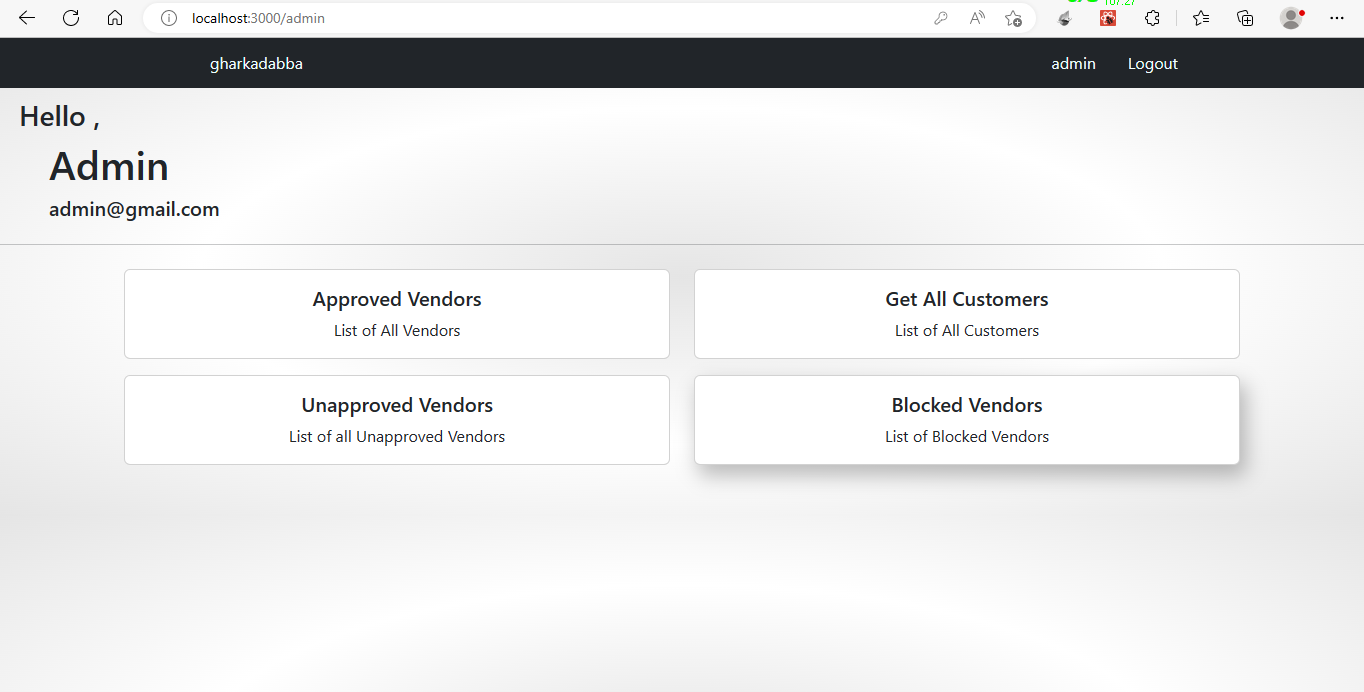 localhost:3000/admin
gharkadabba admin Logout
Hello ,
Admin
admin@gmail.com
Approved Vendors
List of All Vendors
Get All Customers
List of All Customers
Unapproved Vendors
List of all Unapproved Vendors
Blocked Vendors
List of Blocked Vendors